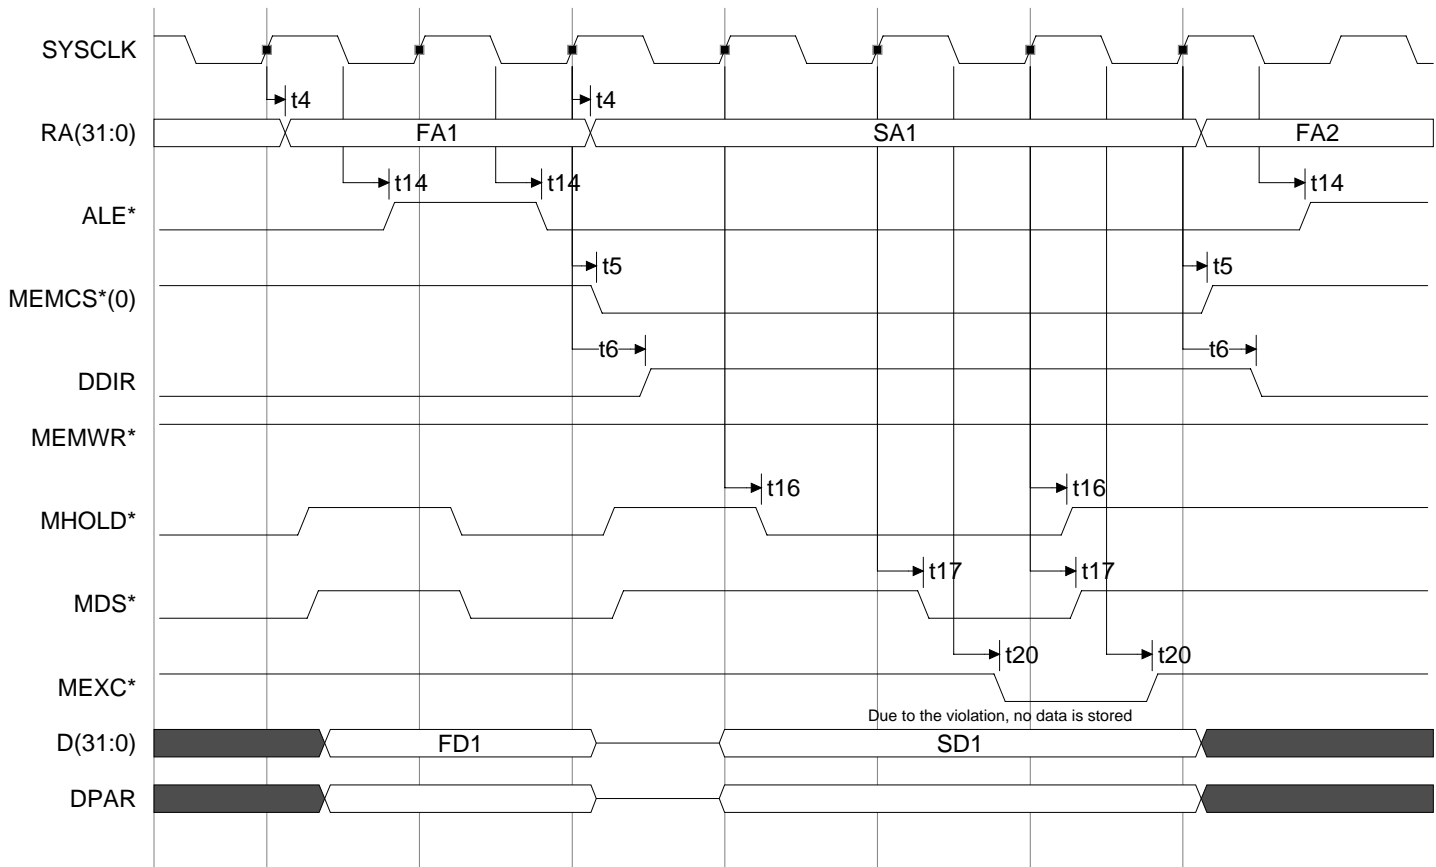 SYSCLK
t4 t4
RA(31:0) FA1 SA1 FA2
t14 t14 t14
ALE*
t5 t5
MEMCS*(0)
t6 t6
DDIR
MEMWR*
t16 t16
MHOLD*
t17 t17
MDS*
t20 t20
MEXC*
Due to the violation, no data is stored
D(31:0) FD1 SD1
DPAR